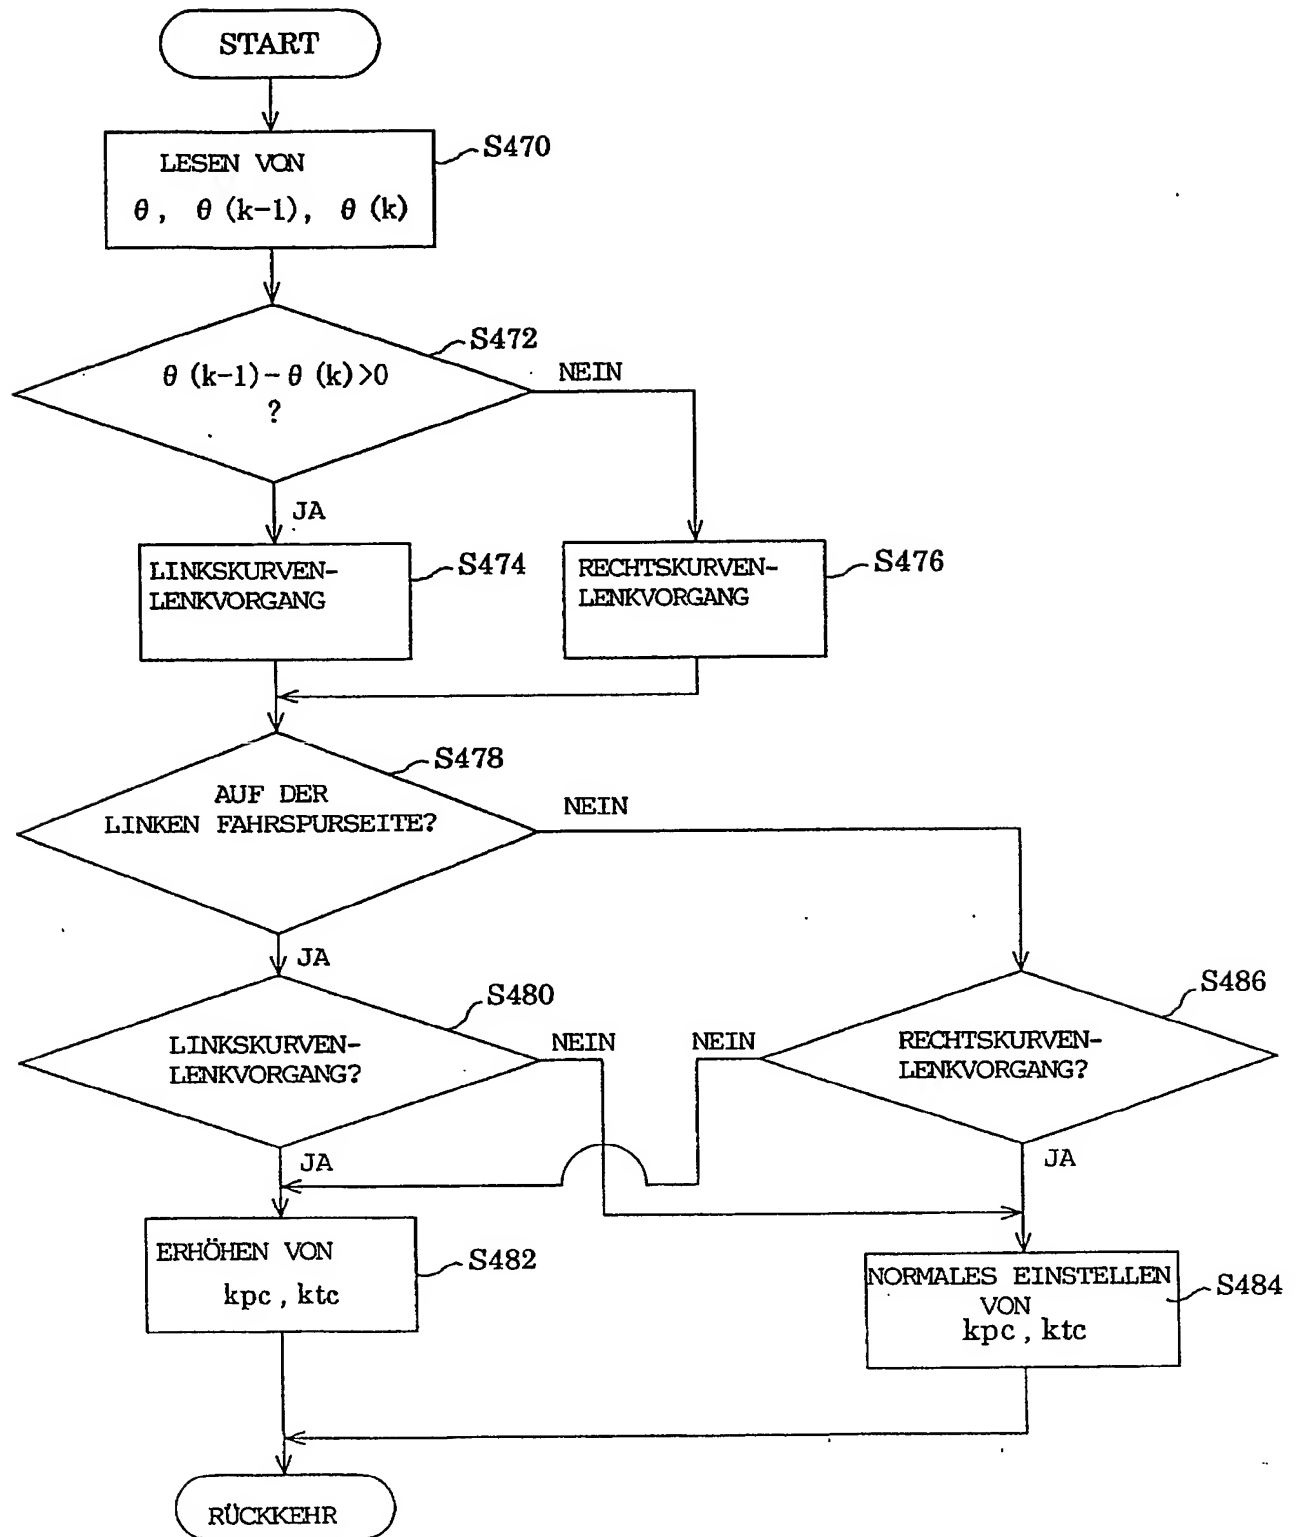 START
S470
LESEN VON
θ, θ (k-1), θ (k)
S472
θ (k-1)-θ (k)>0
?
NEIN
JA
LINKSKURVEN-
LENKVORGANG
S474
RECHTSKURVEN-
LENKVORGANG
S476
S478
AUF DER
LINKEN FAHRSPURSEITE?
NEIN
JA
S480
LINKSKURVEN-
LENKVORGANG?
NEIN
NEIN
S486
RECHTSKURVEN-
LENKVORGANG?
JA
JA
ERHÖHEN VON
kpc, ktc
S482
NORMALES EINSTELLEN
VON
kpc, ktc
S484
RÜCKKEHR